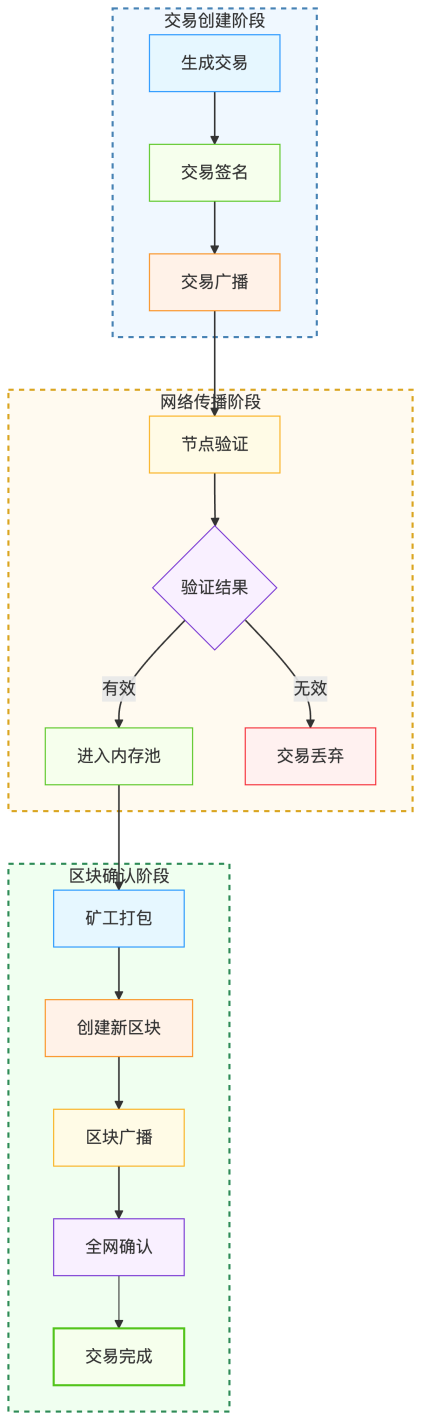 交易创建阶段
生成交易
交易签名
交易广播
网络传播阶段
节点验证
验证结果
有效
无效
进入内存池
交易丢弃
区块确认阶段
矿工打包
创建新区块
区块广播
全网确认
交易完成